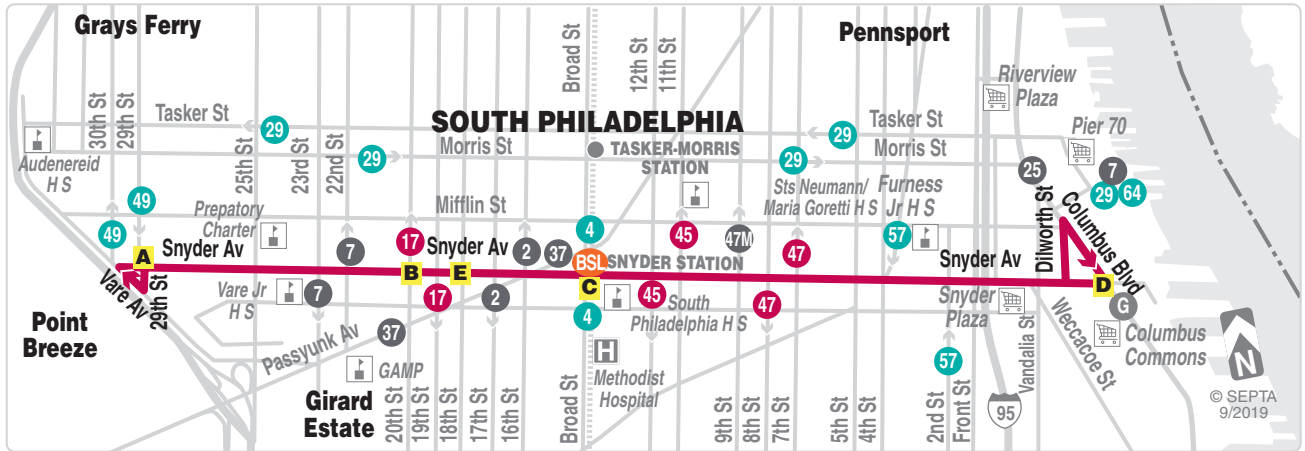 Grays Ferry
Pennsport
SOUTH PHILADELPHIA
Point
Breeze
Girard
Estate
30th St
29th St
25th St
23rd St
22nd St
Broad St
12th St
11th St
Tasker St
29
Tasker St
29
Morris St
29
Morris St
29
TASKER-MORRIS
STATION
Riverview
Plaza
Pier 70
Audenereid
H S
49
49
Prepatory
Charter
Mifflin St
Sts Neumann/
Maria Goretti H S
Furness
Jr H S
25
7
29
64
Dilworth St
Columbus Blvd
A
Snyder Av
7
17
Snyder Av
2
37
4
BSL
SNYDER STATION
45
47M
47
57
Snyder Av
B
E
C
D
G
Vare Av
29th St
Vare Jr
H S
7
37
Passyunk Av
17
2
4
45
South
Philadelphia H S
47
57
Snyder
Plaza
Vandalia St
Weccacoe St
Columbus
Commons
GAMP
H
Methodist
Hospital
20th St
19th St
18th St
17th St
16th St
Broad St
9th St
8th St
7th St
5th St
4th St
2nd St
Front St
95
N
© SEPTA
9/2019